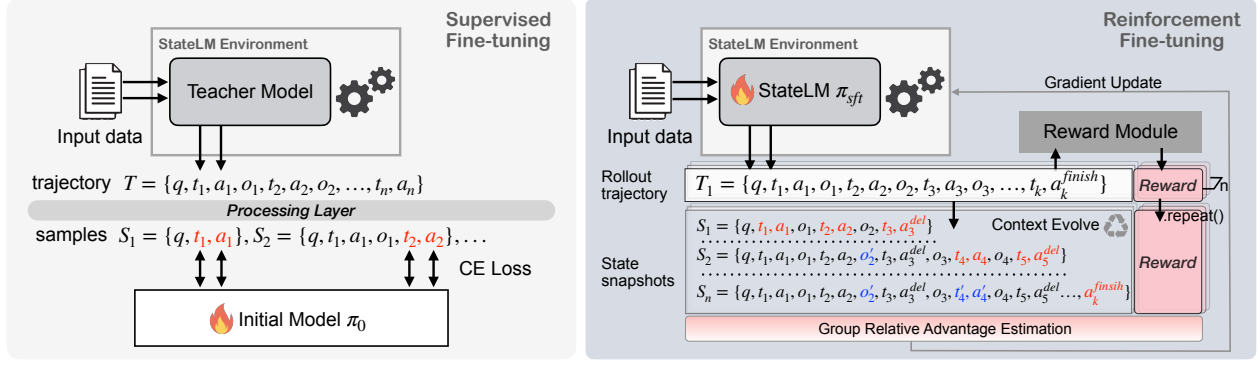 Supervised
Fine-tuning
StateLM Environment
Teacher Model
Input data
trajectory T = {q, t₁, a₁, o₁, t₂, a₂, o₂, …, tₙ, aₙ}
Processing Layer
samples S₁ = {q, t₁, a₁}, S₂ = {q, t₁, a₁, o₁, t₂, a₂}, . . .
CE Loss
Initial Model π₀
Reinforcement
Fine-tuning
StateLM Environment
StateLM π_sft
Input data
Gradient Update
Reward Module
Rollout
trajectory
T₁ = {q, t₁, a₁, o₁, t₂, a₂, o₂, t₃, a₃, o₃, …, t_k, a_k^finish}
Reward
n
.repeat()
State
snapshots
Context Evolve
S₁ = {q, t₁, a₁, o₁, t₂, a₂, o₂, t₃, a₃^del}
S₂ = {q, t₁, a₁, o₁, t₂, a₂, o₂′, t₃, a₃^del, o₃, t₄, a₄, o₄, t₅, a₅^del}
Sₙ = {q, t₁, a₁, o₁, t₂, a₂, o₂′, t₃, a₃^del, o₃, t₄′, a₄′, o₄, t₅, a₅^del…, a_k^finsih}
Reward
Group Relative Advantage Estimation